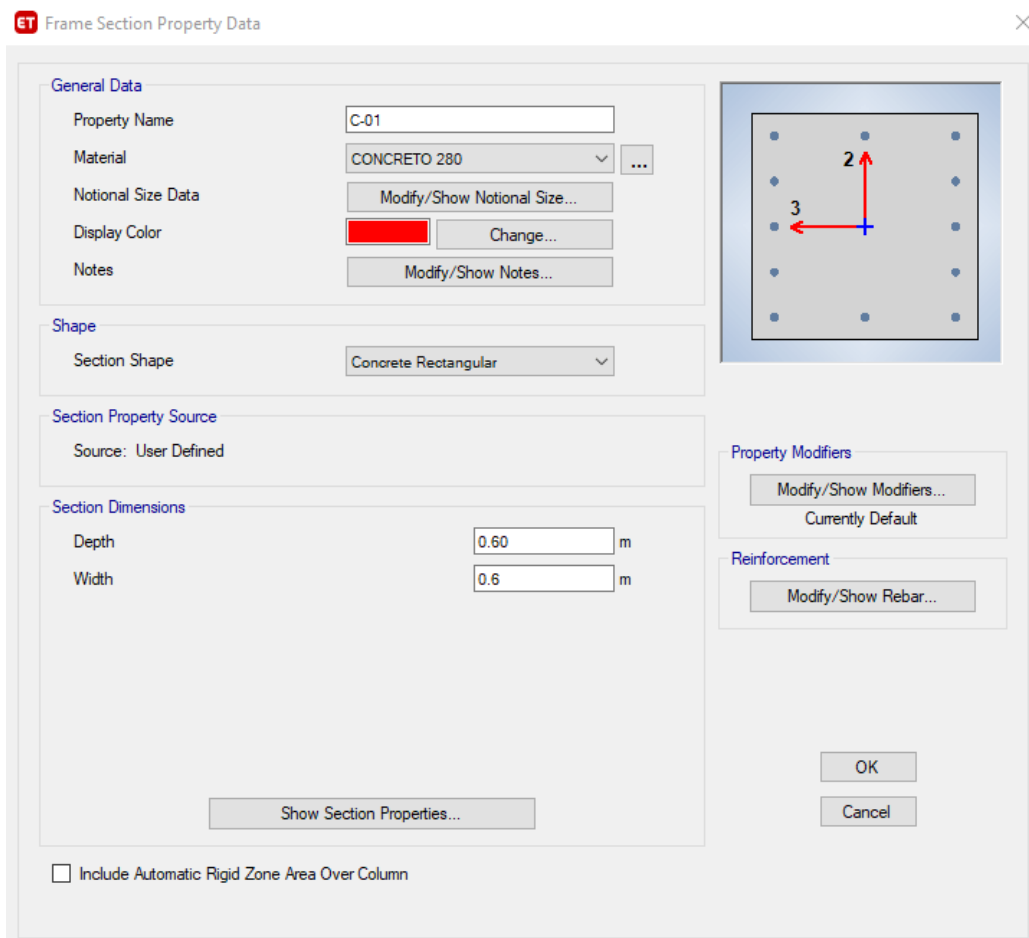 ET Frame Section Property Data
General Data
Property Name C-01
Material CONCRETO 280 ...
Notional Size Data Modify/Show Notional Size...
Display Color Change...
Notes Modify/Show Notes...
2
3
Shape
Section Shape Concrete Rectangular
Section Property Source
Source: User Defined
Property Modifiers
Modify/Show Modifiers...
Currently Default
Section Dimensions
Depth 0.60 m
Width 0.6 m
Reinforcement
Modify/Show Rebar...
Show Section Properties...
OK
Cancel
Include Automatic Rigid Zone Area Over Column